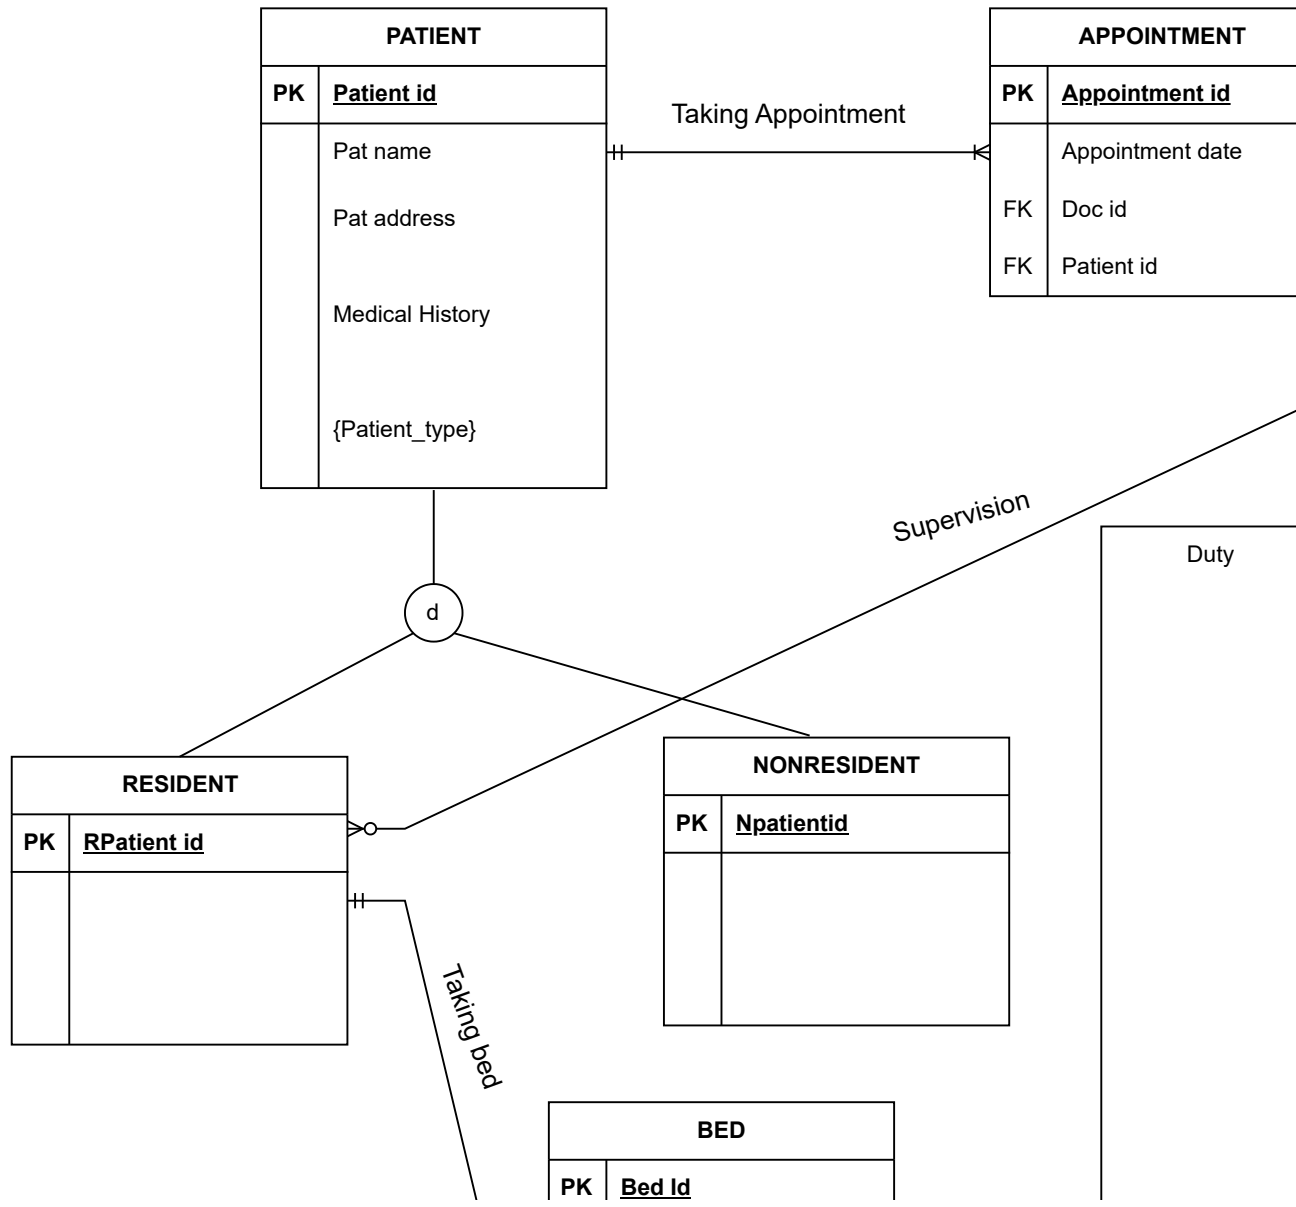 PATIENT
PK Patient id
Pat name
Pat address
Medical History
{Patient_type}
Taking Appointment
APPOINTMENT
PK Appointment id
Appointment date
FK Doc id
FK Patient id
Supervision
Duty
d
RESIDENT
PK RPatient id
NONRESIDENT
PK Npatientid
Taking bed
BED
PK Bed Id